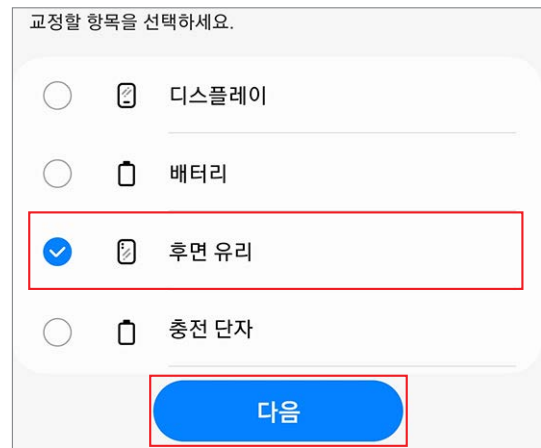 교정할 항목을 선택하세요.
디스플레이
배터리
후면 유리
충전 단자
다음